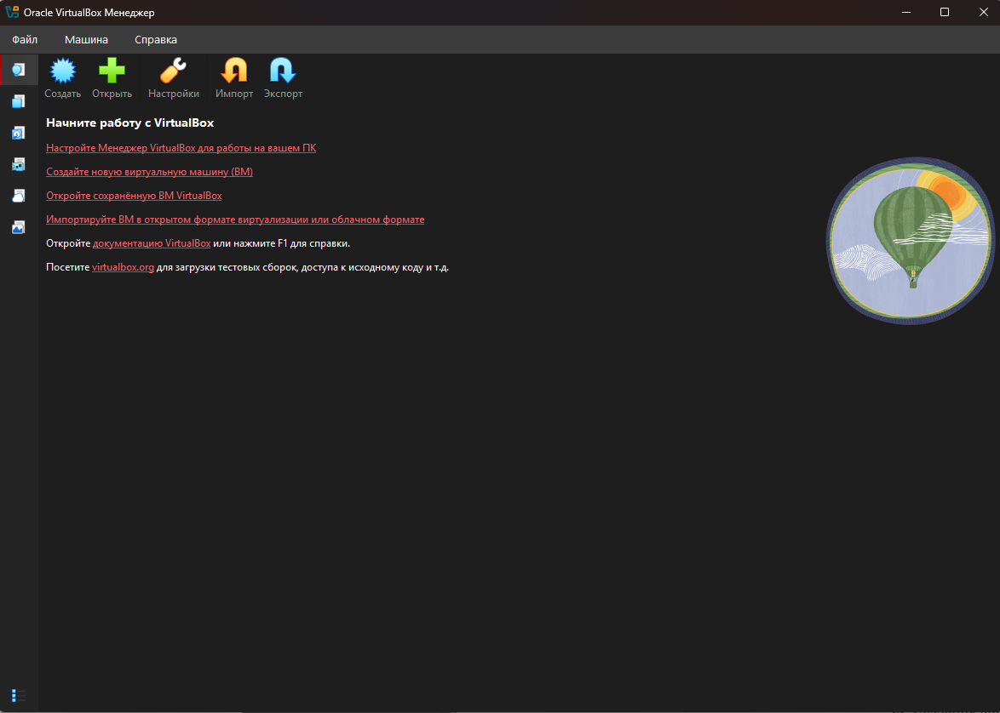 Oracle VirtualBox Менеджер
Файл Машина Справка
Создать Открыть Настройки Импорт Экспорт
Начните работу с VirtualBox
Настройте Менеджер VirtualBox для работы на вашем ПК
Создайте новую виртуальную машину (ВМ)
Откройте сохранённую ВМ VirtualBox
Импортируйте ВМ в открытом формате виртуализации или облачном формате
Откройте документацию VirtualBox или нажмите F1 для справки.
Посетите virtualbox.org для загрузки тестовых сборок, доступа к исходному коду и т.д.